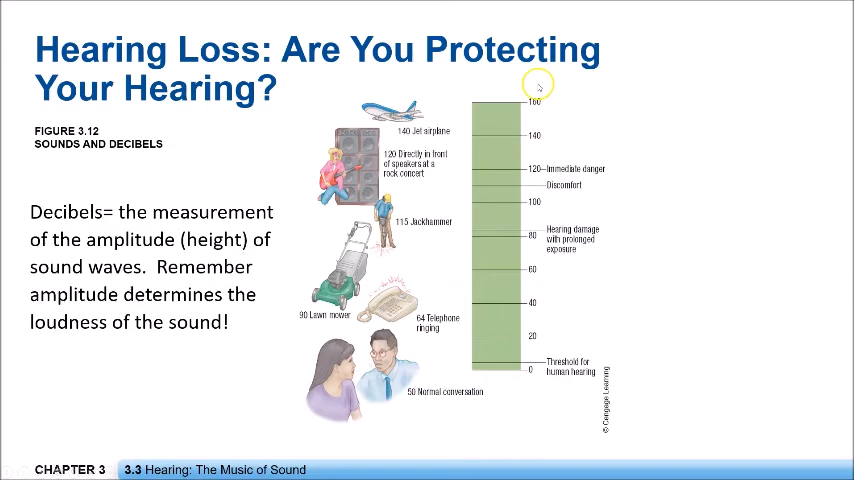 Hearing Loss: Are You Protecting
Your Hearing?
FIGURE 3.12
SOUNDS AND DECIBELS
Decibels= the measurement
of the amplitude (height) of
sound waves. Remember
amplitude determines the
loudness of the sound!
140 Jet airplane
120 Directly in front
of speakers at a
rock concert
115 Jackhammer
90 Lawn mower
64 Telephone
ringing
50 Normal conversation
160
140
120
Immediate danger
Discomfort
100
Hearing damage
with prolonged
exposure
80
60
40
20
Threshold for
human hearing
0
© Cengage Learning
CHAPTER 3
3.3 Hearing: The Music of Sound